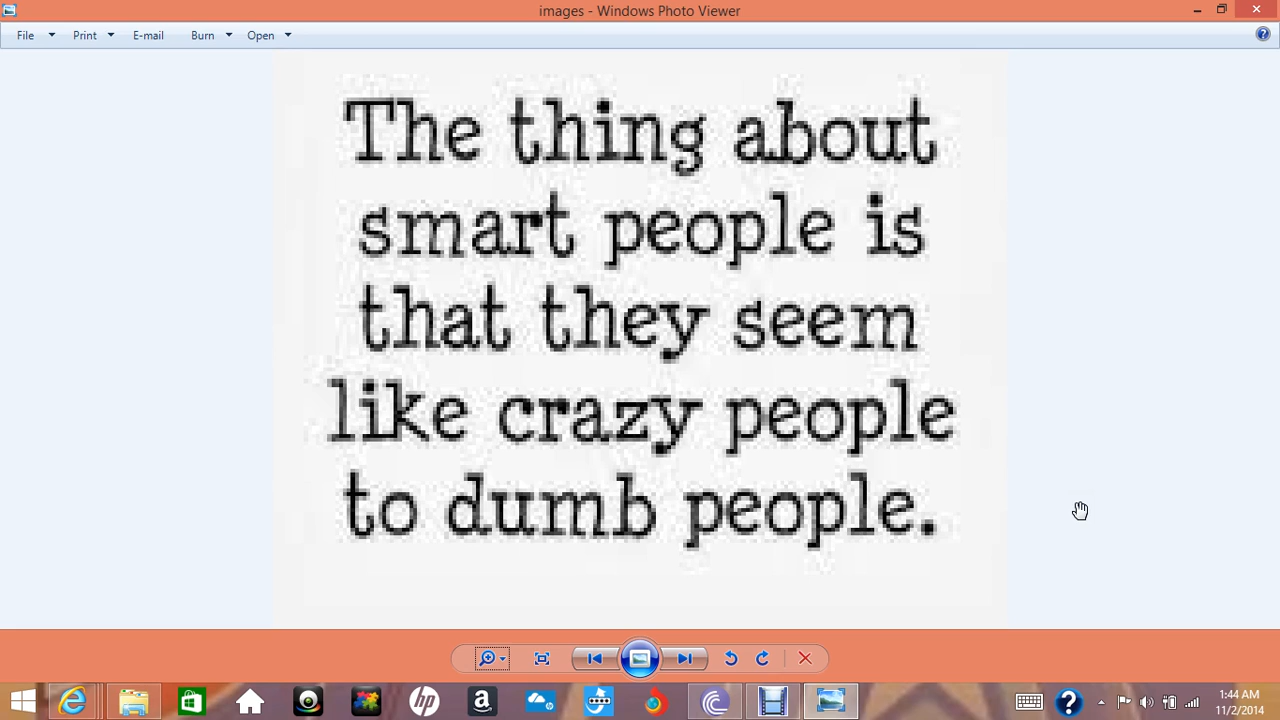 images - Windows Photo Viewer
File Print E-mail Burn Open
The thing about
smart people is
that they seem
like crazy people
to dumb people.
1:44 AM
11/2/2014